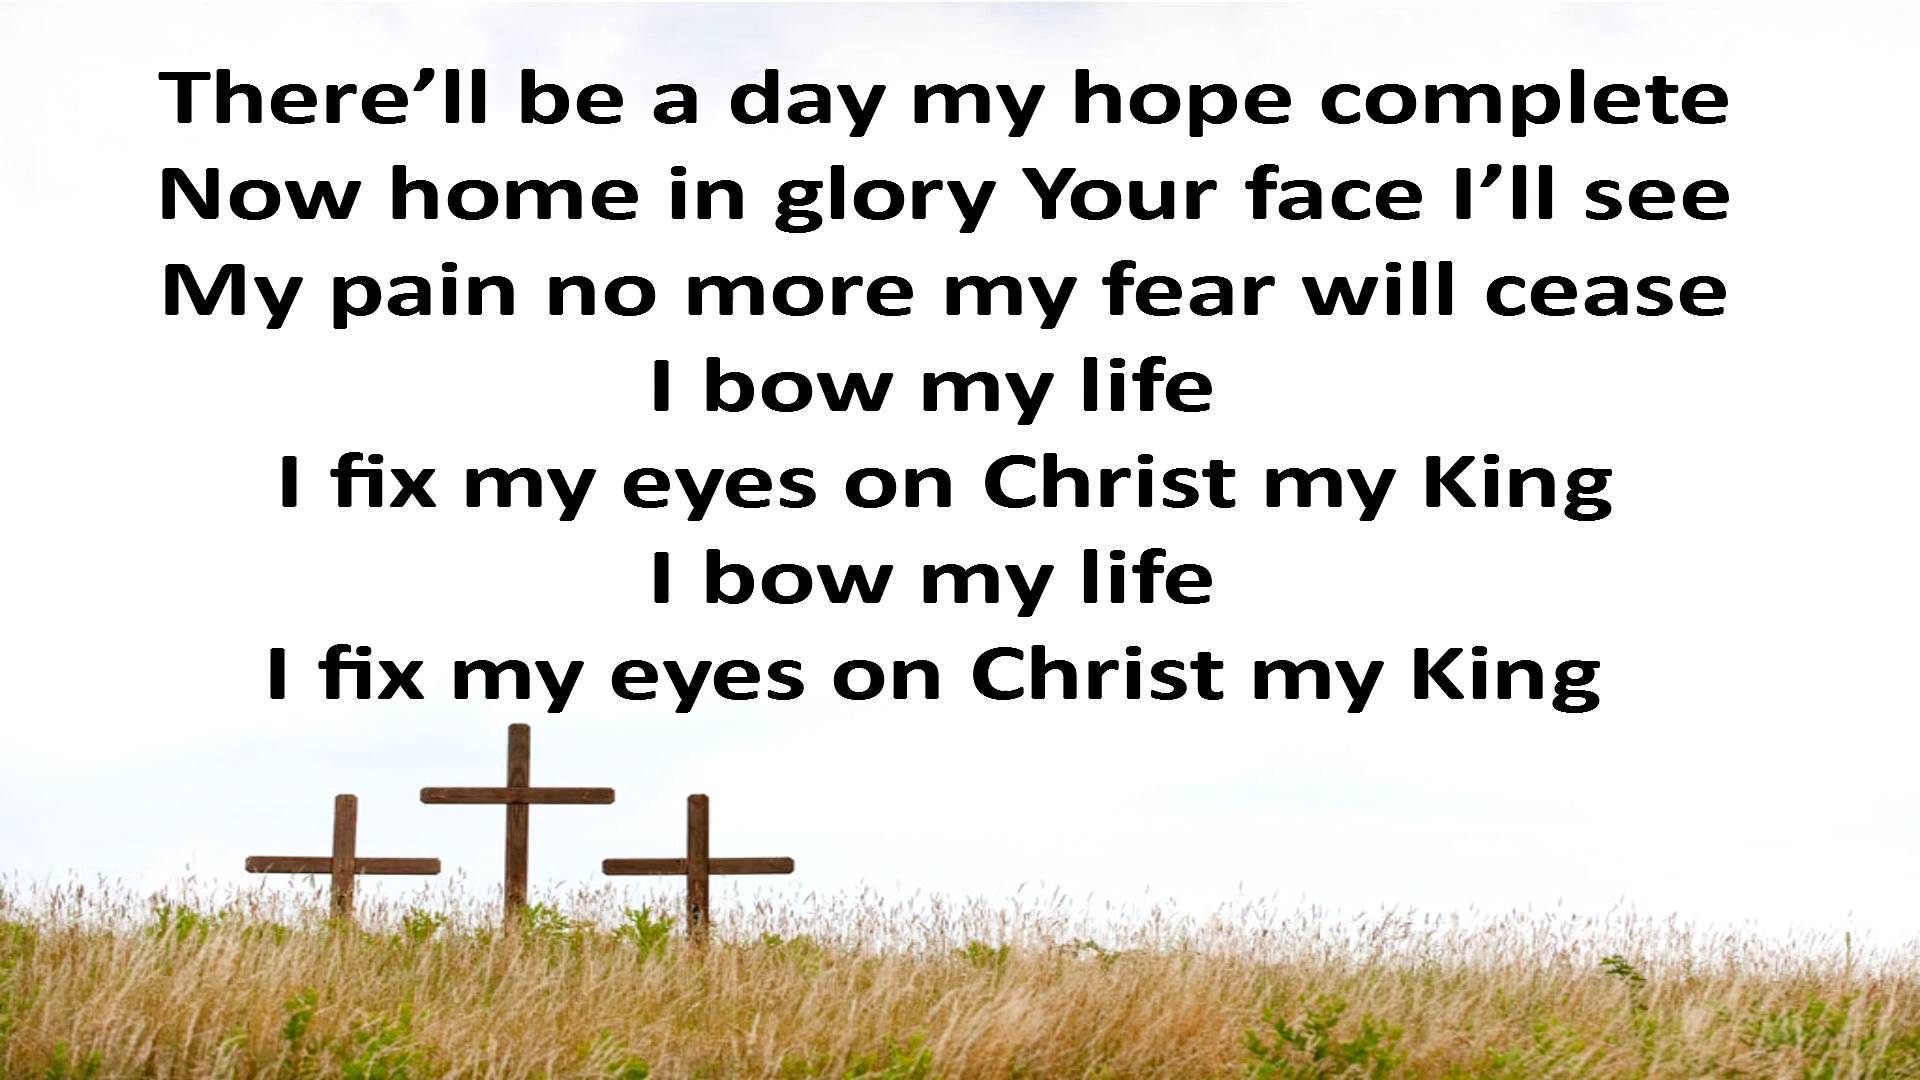 There’ll be a day my hope complete
Now home in glory Your face I’ll see
My pain no more my fear will cease
I bow my life
I fix my eyes on Christ my King
I bow my life
I fix my eyes on Christ my King